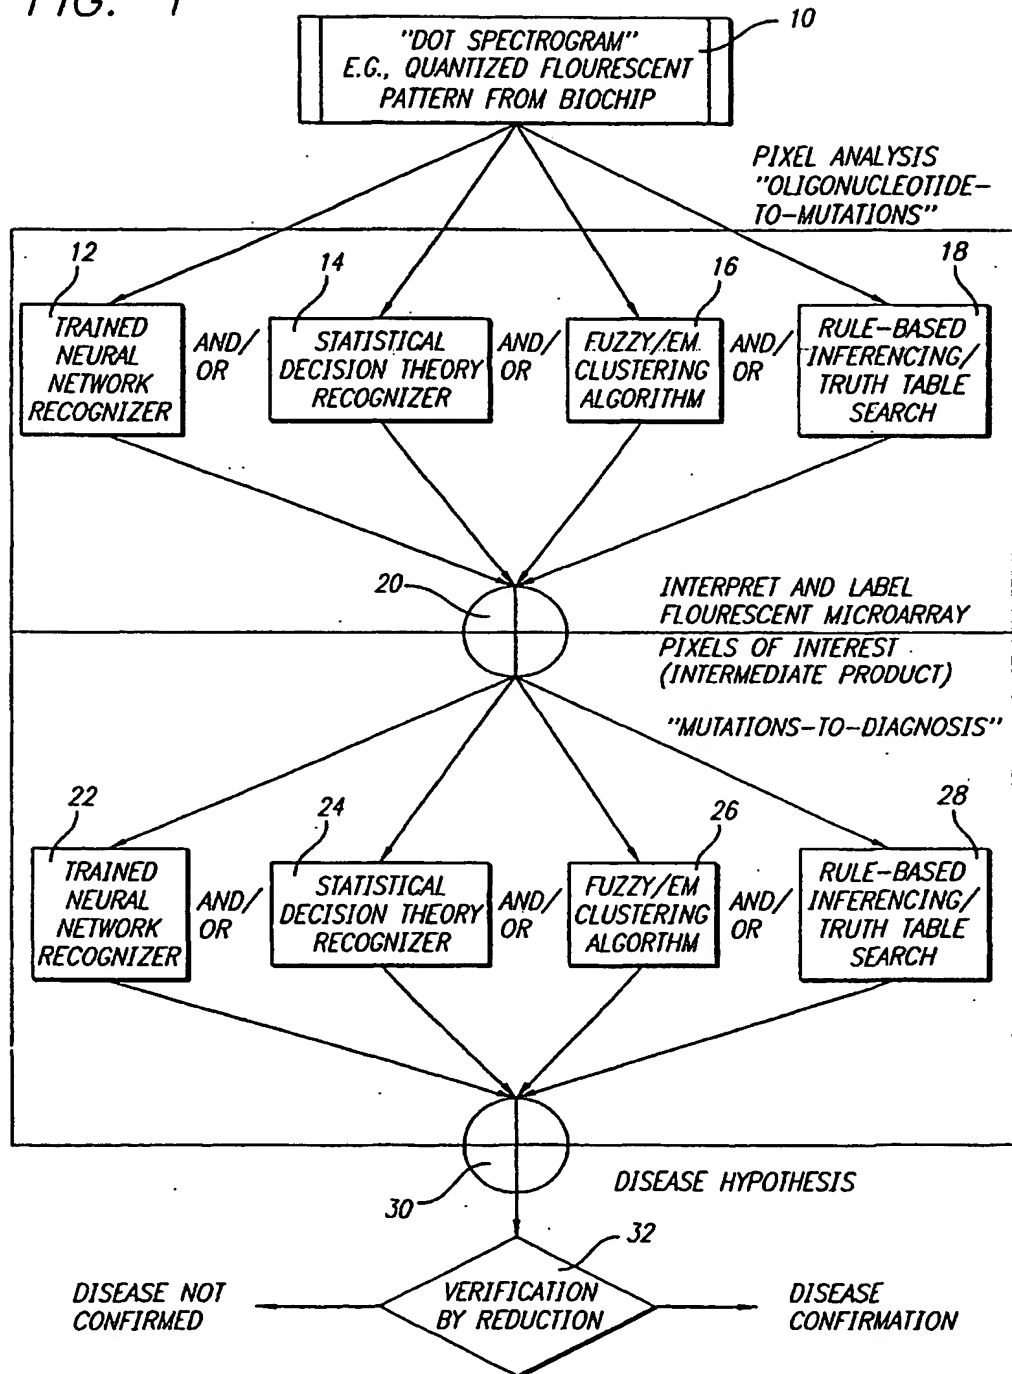 FIG. 1
10
"DOT SPECTROGRAM"
E.G., QUANTIZED FLOURESCENT
PATTERN FROM BIOCHIP
PIXEL ANALYSIS
"OLIGONUCLEOTIDE-
TO-MUTATIONS"
12
14
16
18
TRAINED
NEURAL
NETWORK
RECOGNIZER
AND/
OR
STATISTICAL
DECISION THEORY
RECOGNIZER
AND/
OR
FUZZY/EM
CLUSTERING
ALGORITHM
AND/
OR
RULE-BASED
INFERENCING/
TRUTH TABLE
SEARCH
20
INTERPRET AND LABEL
FLOURESCENT MICROARRAY
PIXELS OF INTEREST
(INTERMEDIATE PRODUCT)
"MUTATIONS-TO-DIAGNOSIS"
22
24
26
28
TRAINED
NEURAL
NETWORK
RECOGNIZER
AND/
OR
STATISTICAL
DECISION THEORY
RECOGNIZER
AND/
OR
FUZZY/EM
CLUSTERING
ALGORTHM
AND/
OR
RULE-BASED
INFERENCING/
TRUTH TABLE
SEARCH
30
DISEASE HYPOTHESIS
32
DISEASE NOT
CONFIRMED
VERIFICATION
BY REDUCTION
DISEASE
CONFIRMATION